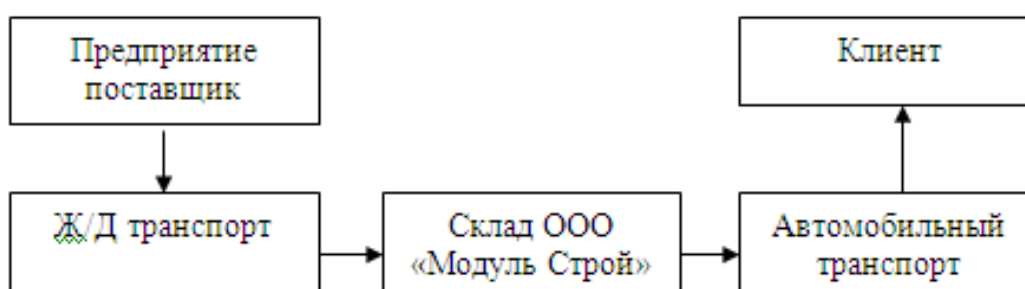 Предприятие
поставщик
Клиент
Ж/Д транспорт
Склад ООО
«Модуль Строй»
Автомобильный
транспорт